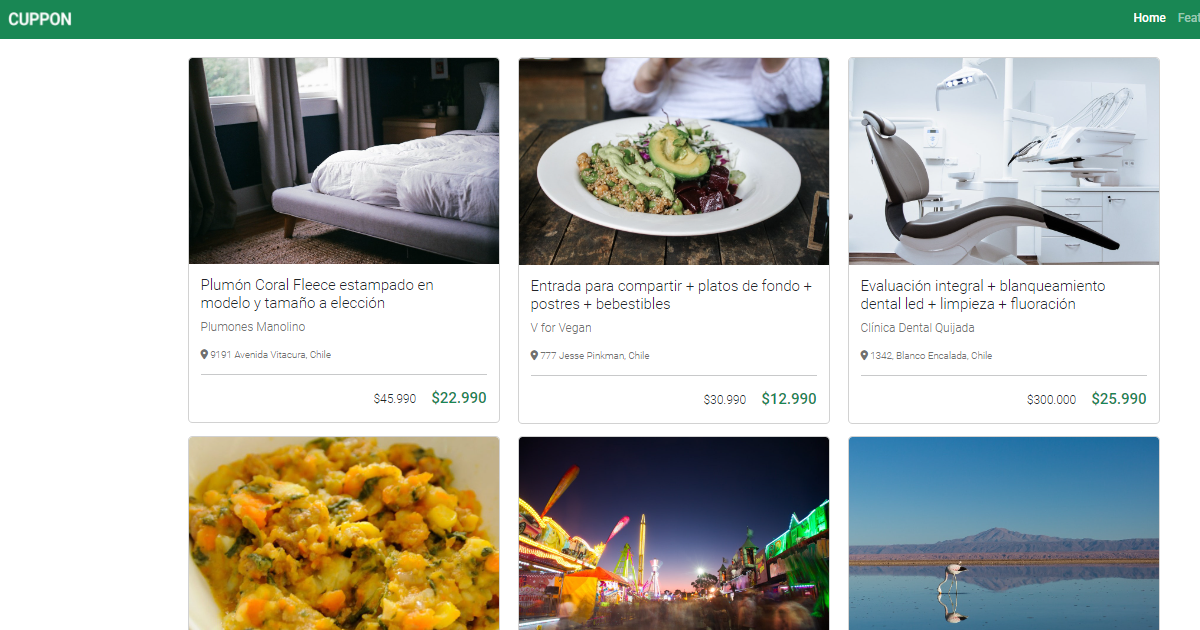 CUPPON
Home Feat
Plumón Coral Fleece estampado en
modelo y tamaño a elección
Plumones Manolino
9191 Avenida Vitacura, Chile
$45.990 $22.990
Entrada para compartir + platos de fondo +
postres + bebestibles
V for Vegan
777 Jesse Pinkman, Chile
$30.990 $12.990
Evaluación integral + blanqueamiento
dental led + limpieza + fluoración
Clínica Dental Quijada
1342, Blanco Encalada, Chile
$300.000 $25.990